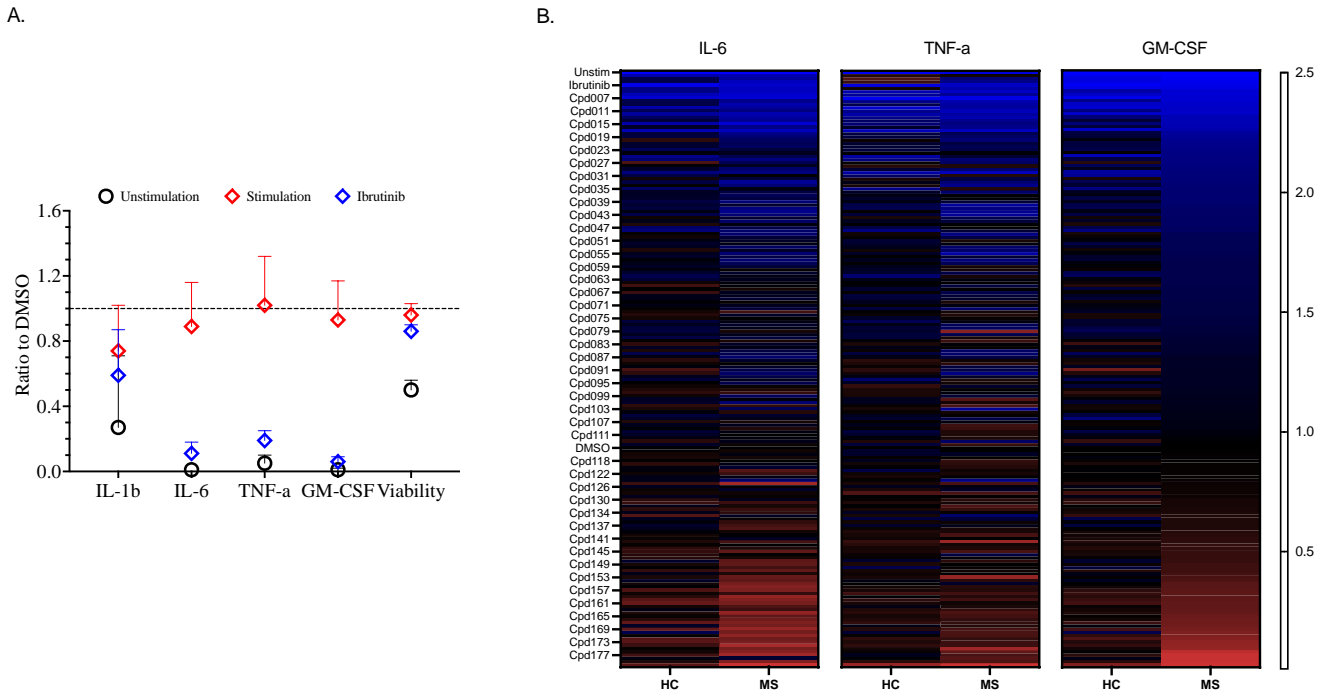 A.
B.
Unstimulation Stimulation Ibrutinib
Ratio to DMSO
1.6
1.2
0.8
0.4
0.0
IL-1b IL-6 TNF-a GM-CSF Viability
IL-6 TNF-a GM-CSF
Unstim
Ibrutinib
Cpd007
Cpd011
Cpd015
Cpd019
Cpd023
Cpd027
Cpd031
Cpd035
Cpd039
Cpd043
Cpd047
Cpd051
Cpd055
Cpd059
Cpd063
Cpd067
Cpd071
Cpd075
Cpd079
Cpd083
Cpd087
Cpd091
Cpd095
Cpd099
Cpd103
Cpd107
Cpd111
DMSO
Cpd118
Cpd122
Cpd126
Cpd130
Cpd134
Cpd137
Cpd141
Cpd145
Cpd149
Cpd153
Cpd157
Cpd161
Cpd165
Cpd169
Cpd173
Cpd177
HC MS HC MS HC MS
2.5
2.0
1.5
1.0
0.5